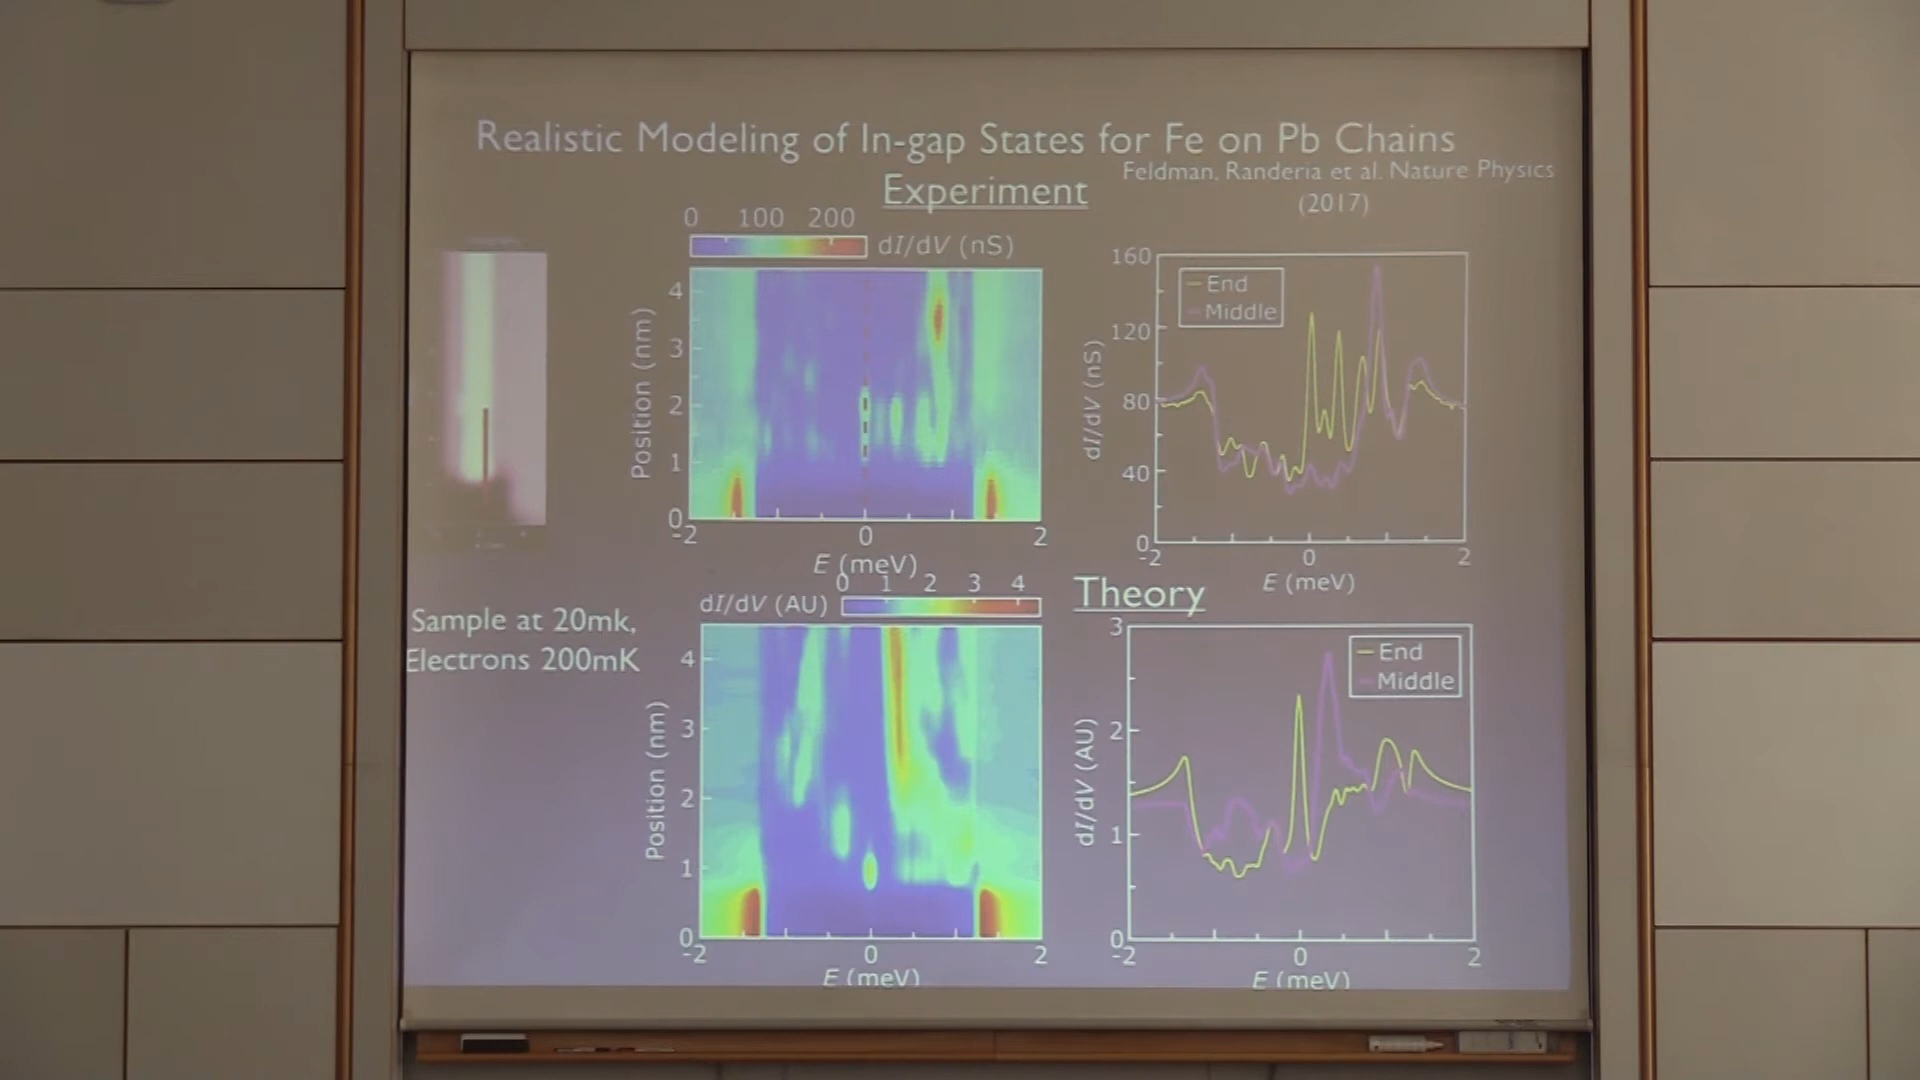 Realistic Modeling of In-gap States for Fe on Pb Chains
Feldman, Randeria et al. Nature Physics
(2017)
Experiment
0 100 200
dI/dV (nS)
Position (nm)
4
3
2
1
0
-2 0 2
E (meV)
160
120
80
40
0
dI/dV (nS)
End
Middle
-2 0 2
E (meV)
Sample at 20mk,
Electrons 200mK
Theory
0 1 2 3 4
dI/dV (AU)
Position (nm)
4
3
2
1
0
-2 0 2
E (meV)
3
2
1
0
dI/dV (AU)
End
Middle
-2 0 2
E (meV)